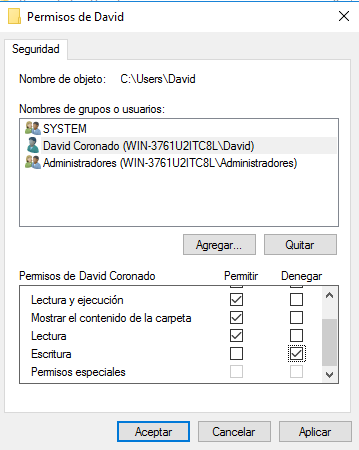 Permisos de David
Seguridad
Nombre de objeto: C:\Users\David
Nombres de grupos o usuarios:
SYSTEM
David Coronado (WIN-3761U2ITC8L\David)
Administradores (WIN-3761U2ITC8L\Administradores)
Agregar... Quitar
Permisos de David Coronado Permitir Denegar
Lectura y ejecución
Mostrar el contenido de la carpeta
Lectura
Escritura
Permisos especiales
Aceptar Cancelar Aplicar